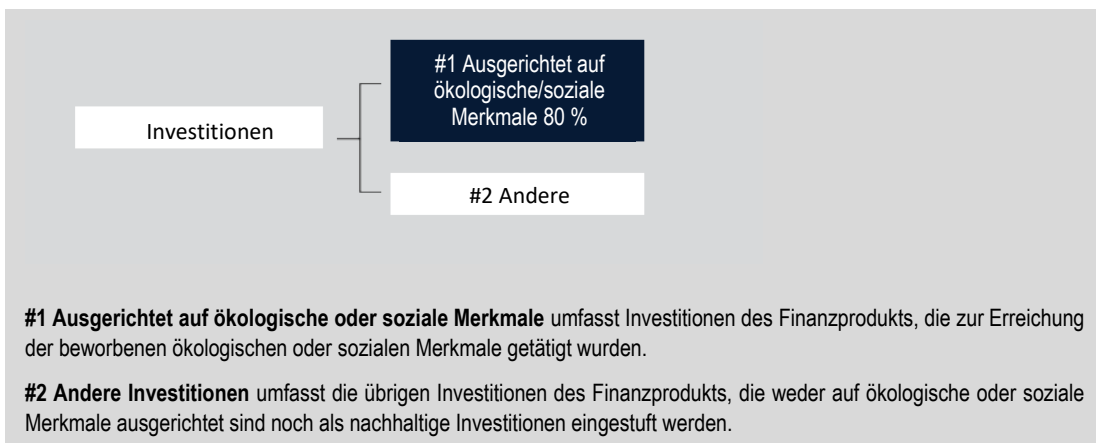 #1 Ausgerichtet auf
ökologische/soziale
Merkmale 80 %
Investitionen
#2 Andere
#1 Ausgerichtet auf ökologische oder soziale Merkmale umfasst Investitionen des Finanzprodukts, die zur Erreichung
der beworbenen ökologischen oder sozialen Merkmale getätigt wurden.
#2 Andere Investitionen umfasst die übrigen Investitionen des Finanzprodukts, die weder auf ökologische oder soziale
Merkmale ausgerichtet sind noch als nachhaltige Investitionen eingestuft werden.